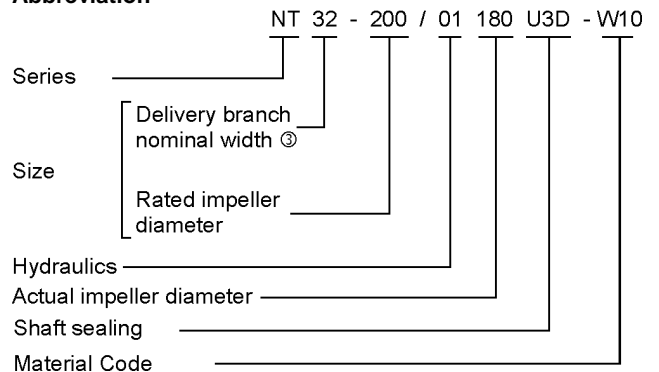 Abbreviation
NT 32 - 200 / 01 180 U3D - W10
Series
Delivery branch
nominal width ③
Size
Rated impeller
diameter
Hydraulics
Actual impeller diameter
Shaft sealing
Material Code